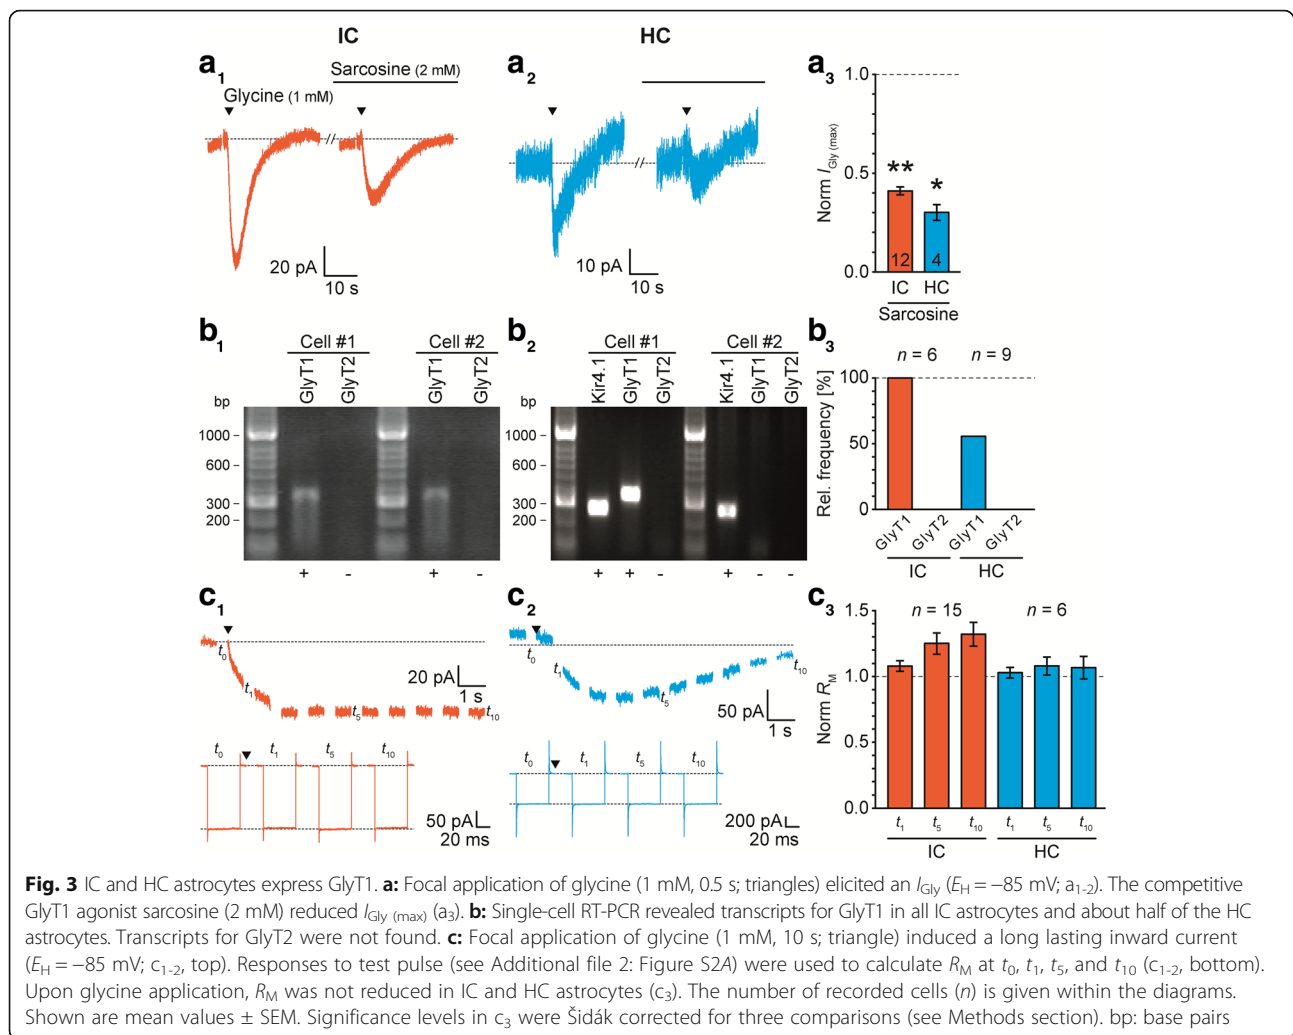 IC
HC
a1
Glycine (1 mM)
Sarcosine (2 mM)
//
20 pA
10 s
a2
//
10 pA
10 s
a3
Norm IGly (max)
1.0
0.5
0.0
**
*
12
4
IC
HC
Sarcosine
b1
Cell #1
Cell #2
GlyT1
GlyT2
GlyT1
GlyT2
bp
1000
600
300
200
+
-
+
-
b2
Cell #1
Cell #2
Kir4.1
GlyT1
GlyT2
Kir4.1
GlyT1
GlyT2
bp
1000
600
300
200
+
+
-
+
-
-
b3
n = 6
n = 9
Rel. frequency [%]
100
50
0
GlyT1
GlyT2
GlyT1
GlyT2
IC
HC
c1
t0
t1
t5
t10
20 pA
1 s
t0
t1
t5
t10
50 pA
20 ms
c2
t0
t1
t5
t10
50 pA
1 s
t0
t1
t5
t10
200 pA
20 ms
c3
n = 15
n = 6
Norm RM
1.5
1.0
0.5
0.0
t1
t5
t10
t1
t5
t10
IC
HC
Fig. 3 IC and HC astrocytes express GlyT1. a: Focal application of glycine (1 mM, 0.5 s; triangles) elicited an IGly (EH = −85 mV; a1-2). The competitive
GlyT1 agonist sarcosine (2 mM) reduced IGly (max) (a3). b: Single-cell RT-PCR revealed transcripts for GlyT1 in all IC astrocytes and about half of the HC
astrocytes. Transcripts for GlyT2 were not found. c: Focal application of glycine (1 mM, 10 s; triangle) induced a long lasting inward current
(EH = −85 mV; c1-2, top). Responses to test pulse (see Additional file 2: Figure S2A) were used to calculate RM at t0, t1, t5, and t10 (c1-2, bottom).
Upon glycine application, RM was not reduced in IC and HC astrocytes (c3). The number of recorded cells (n) is given within the diagrams.
Shown are mean values ± SEM. Significance levels in c3 were Šidák corrected for three comparisons (see Methods section). bp: base pairs